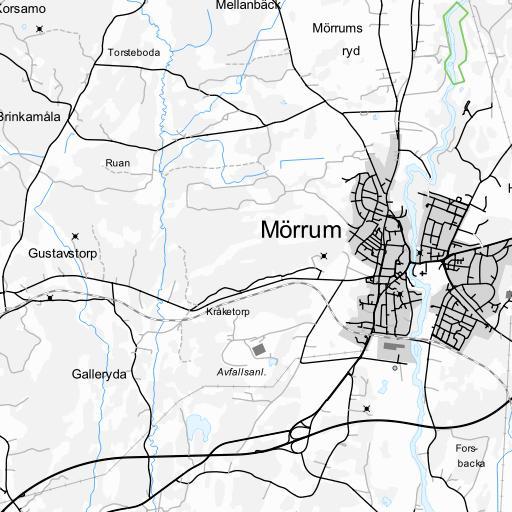 Korsamo
Mellanbäck
Mörrums
ryd
Torsteboda
Brinkamåla
Ruan
Mörrum
Gustavstorp
Kråketorp
Galleryda
Avfallsanl.
Fors-
backa